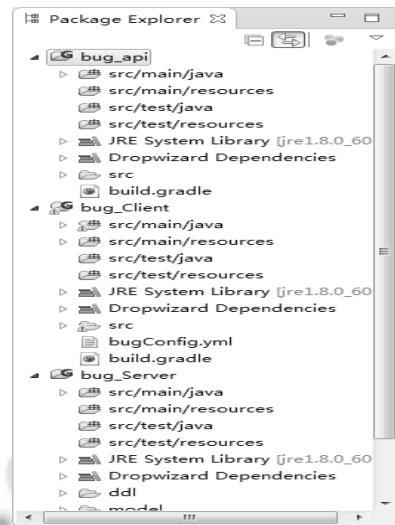 Package Explorer
bug_api
src/main/java
src/main/resources
src/test/java
src/test/resources
JRE System Library [jre1.8.0_60
Dropwizard Dependencies
src
build.gradle
bug_Client
src/main/java
src/main/resources
src/test/java
src/test/resources
JRE System Library [jre1.8.0_60
Dropwizard Dependencies
src
bugConfig.yml
build.gradle
bug_Server
src/main/java
src/main/resources
src/test/java
src/test/resources
JRE System Library [jre1.8.0_60
Dropwizard Dependencies
ddl
model